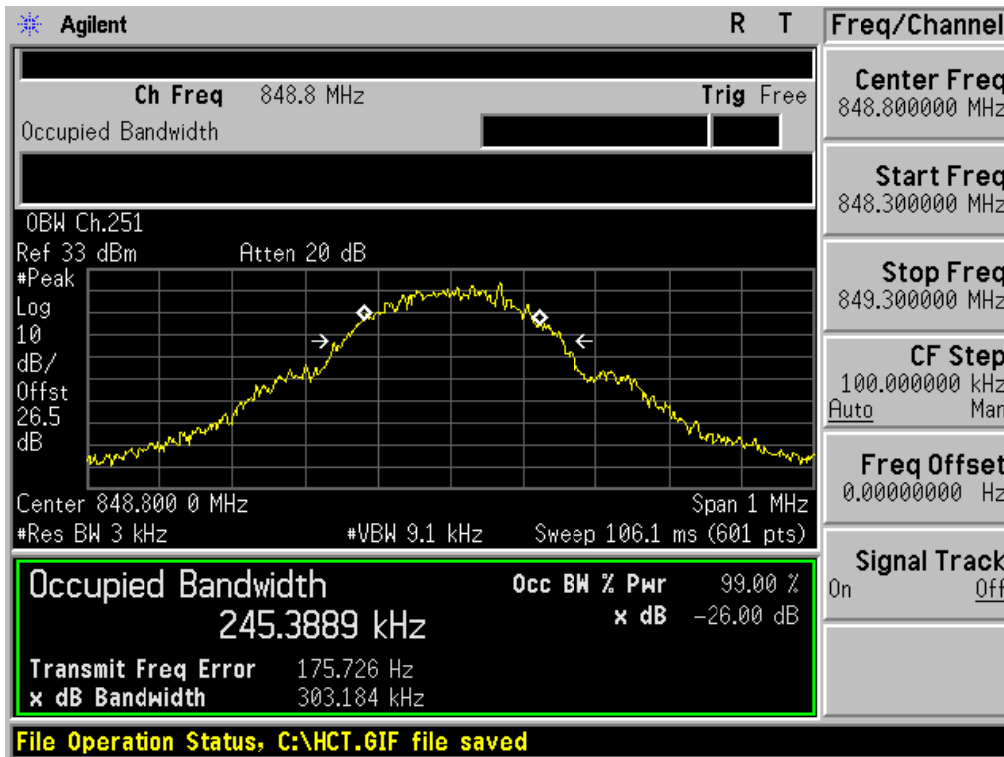 Agilent
R T
Freq/Channel
Ch Freq 848.8 MHz
Trig Free
Occupied Bandwidth
Center Freq
848.800000 MHz
Start Freq
848.300000 MHz
Stop Freq
849.300000 MHz
CF Step
100.000000 kHz
Auto Man
Freq Offset
0.00000000 Hz
Signal Track
On Off
OBW Ch.251
Ref 33 dBm
Atten 20 dB
#Peak
Log
10
dB/
Offst
26.5
dB
Center 848.800 0 MHz
Span 1 MHz
#Res BW 3 kHz
#VBW 9.1 kHz
Sweep 106.1 ms (601 pts)
Occupied Bandwidth
245.3889 kHz
Occ BW % Pwr 99.00 %
x dB -26.00 dB
Transmit Freq Error 175.726 Hz
x dB Bandwidth 303.184 kHz
File Operation Status, C:\HCT.GIF file saved